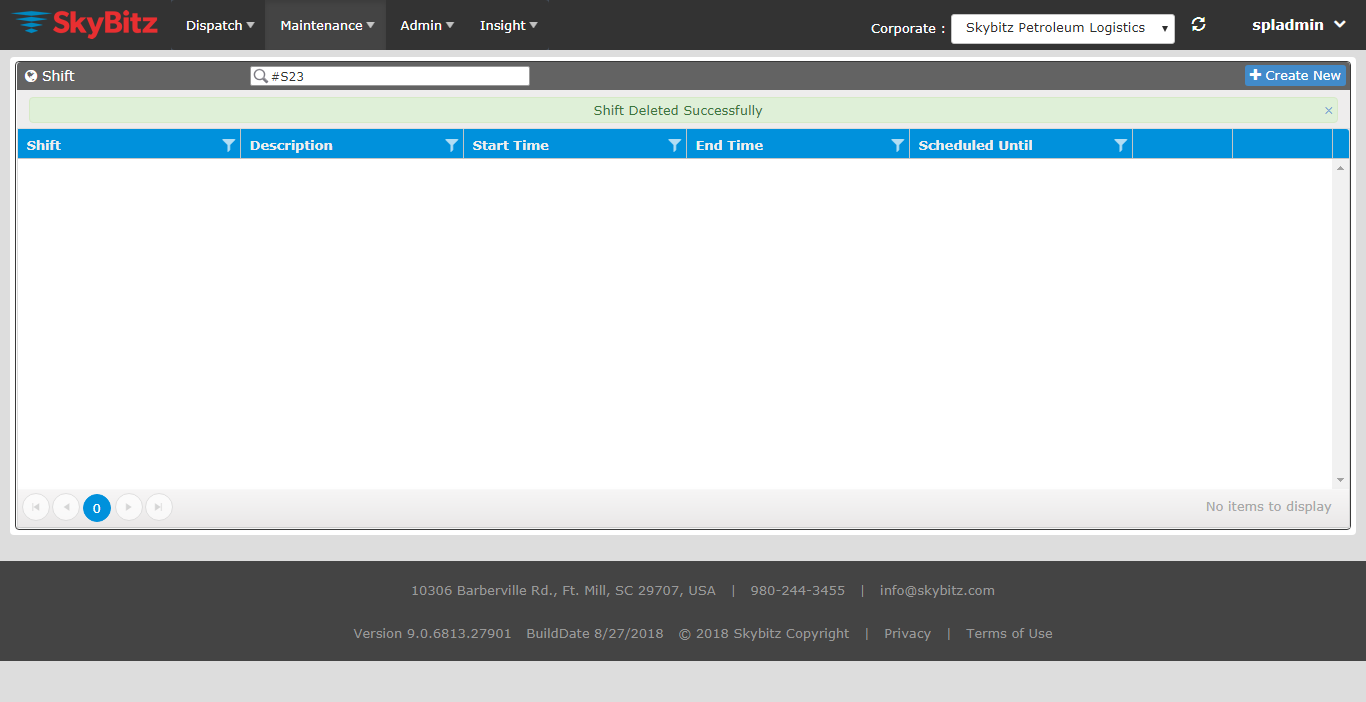 SkyBitz Dispatch Maintenance Admin Insight Corporate : Skybitz Petroleum Logistics spladmin
Shift #S23 Create New
Shift Deleted Successfully ×
Shift Description Start Time End Time Scheduled Until
0 No items to display
10306 Barberville Rd., Ft. Mill, SC 29707, USA | 980-244-3455 | info@skybitz.com
Version 9.0.6813.27901 BuildDate 8/27/2018 © 2018 Skybitz Copyright | Privacy | Terms of Use